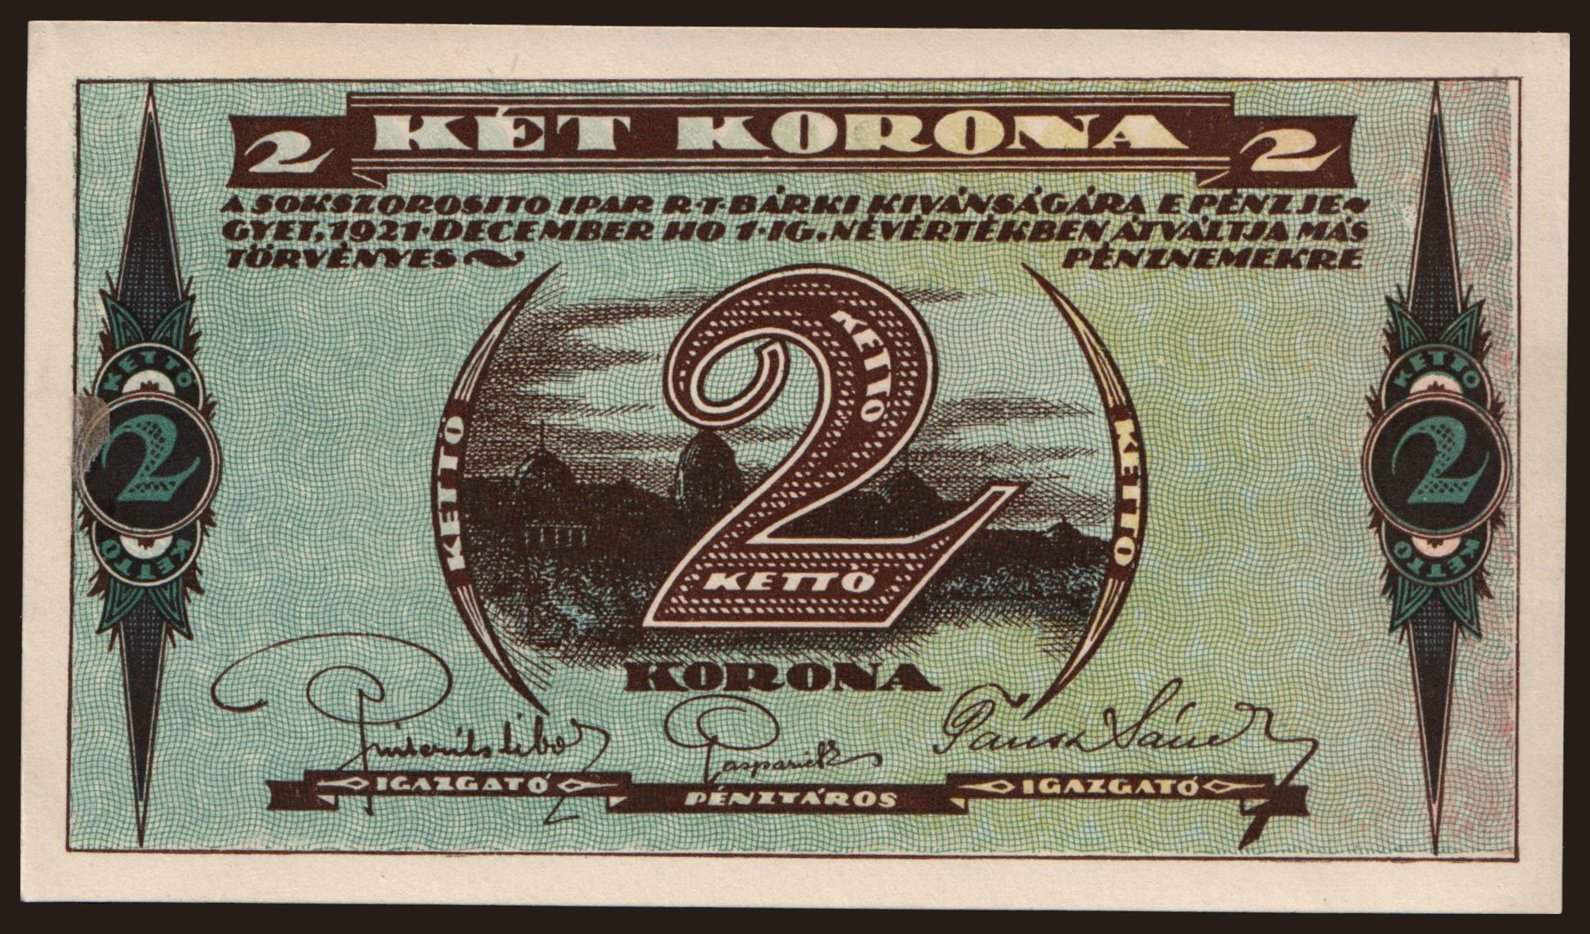 2 KÉT KORONA 2
A SOKSZOROSITO IPAR R·T·BÁRKI KIVÁNSÁGÁRA E PÉNZJE~
GYET, 1921·DECEMBER HO 1·IG. NÉVÉRTÉKBEN ÁTVÁLTJA MÁS
TÖRVÉNYES PÉNZNEMEKRE
KETTŐ
2
KETTŐ
KETTŐ
2
KETTŐ
KETTŐ
KETTŐ
KETTŐ
2
KETTŐ
KORONA
IGAZGATÓ PÉNZTÁROS IGAZGATÓ